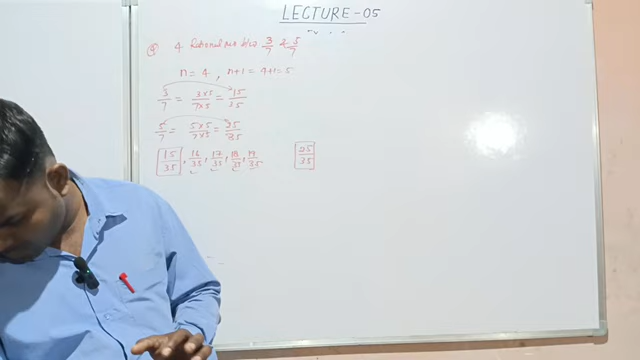 LECTURE-05
Q 4 Rational no.s b/w 3/7 & 5/7
n=4 , n+1 = 4+1=5
3/7 = 3×5/7×5 = 15/35
5/7 = 5×5/7×5 = 25/35
15/35, 16/35, 17/35, 18/35, 19/35 25/35